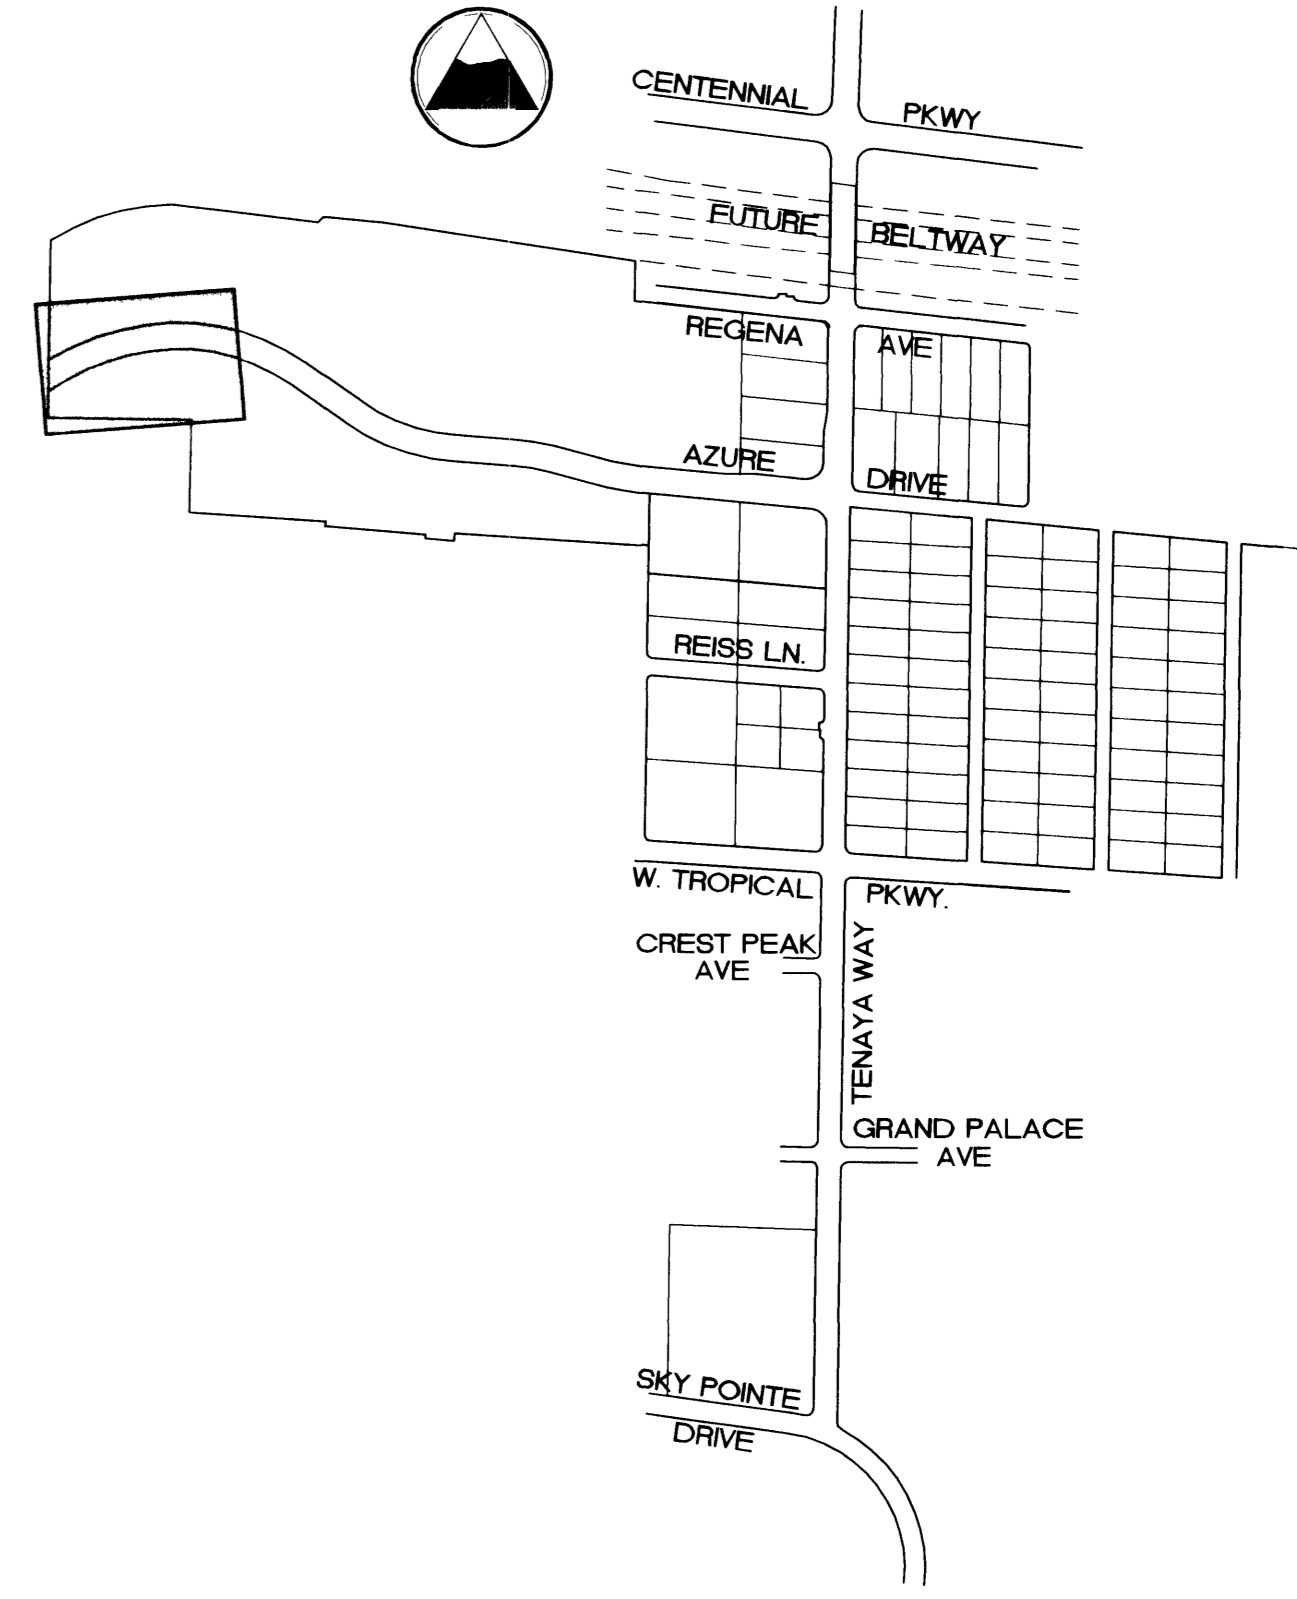 CENTENNIAL PKWY
FUTURE BELTWAY
REGENA AVE
AZURE DRIVE
REISS LN.
W. TROPICAL PKWY.
CREST PEAK
AVE
TENAYA WAY
GRAND PALACE
AVE
SKY POINTE
DRIVE